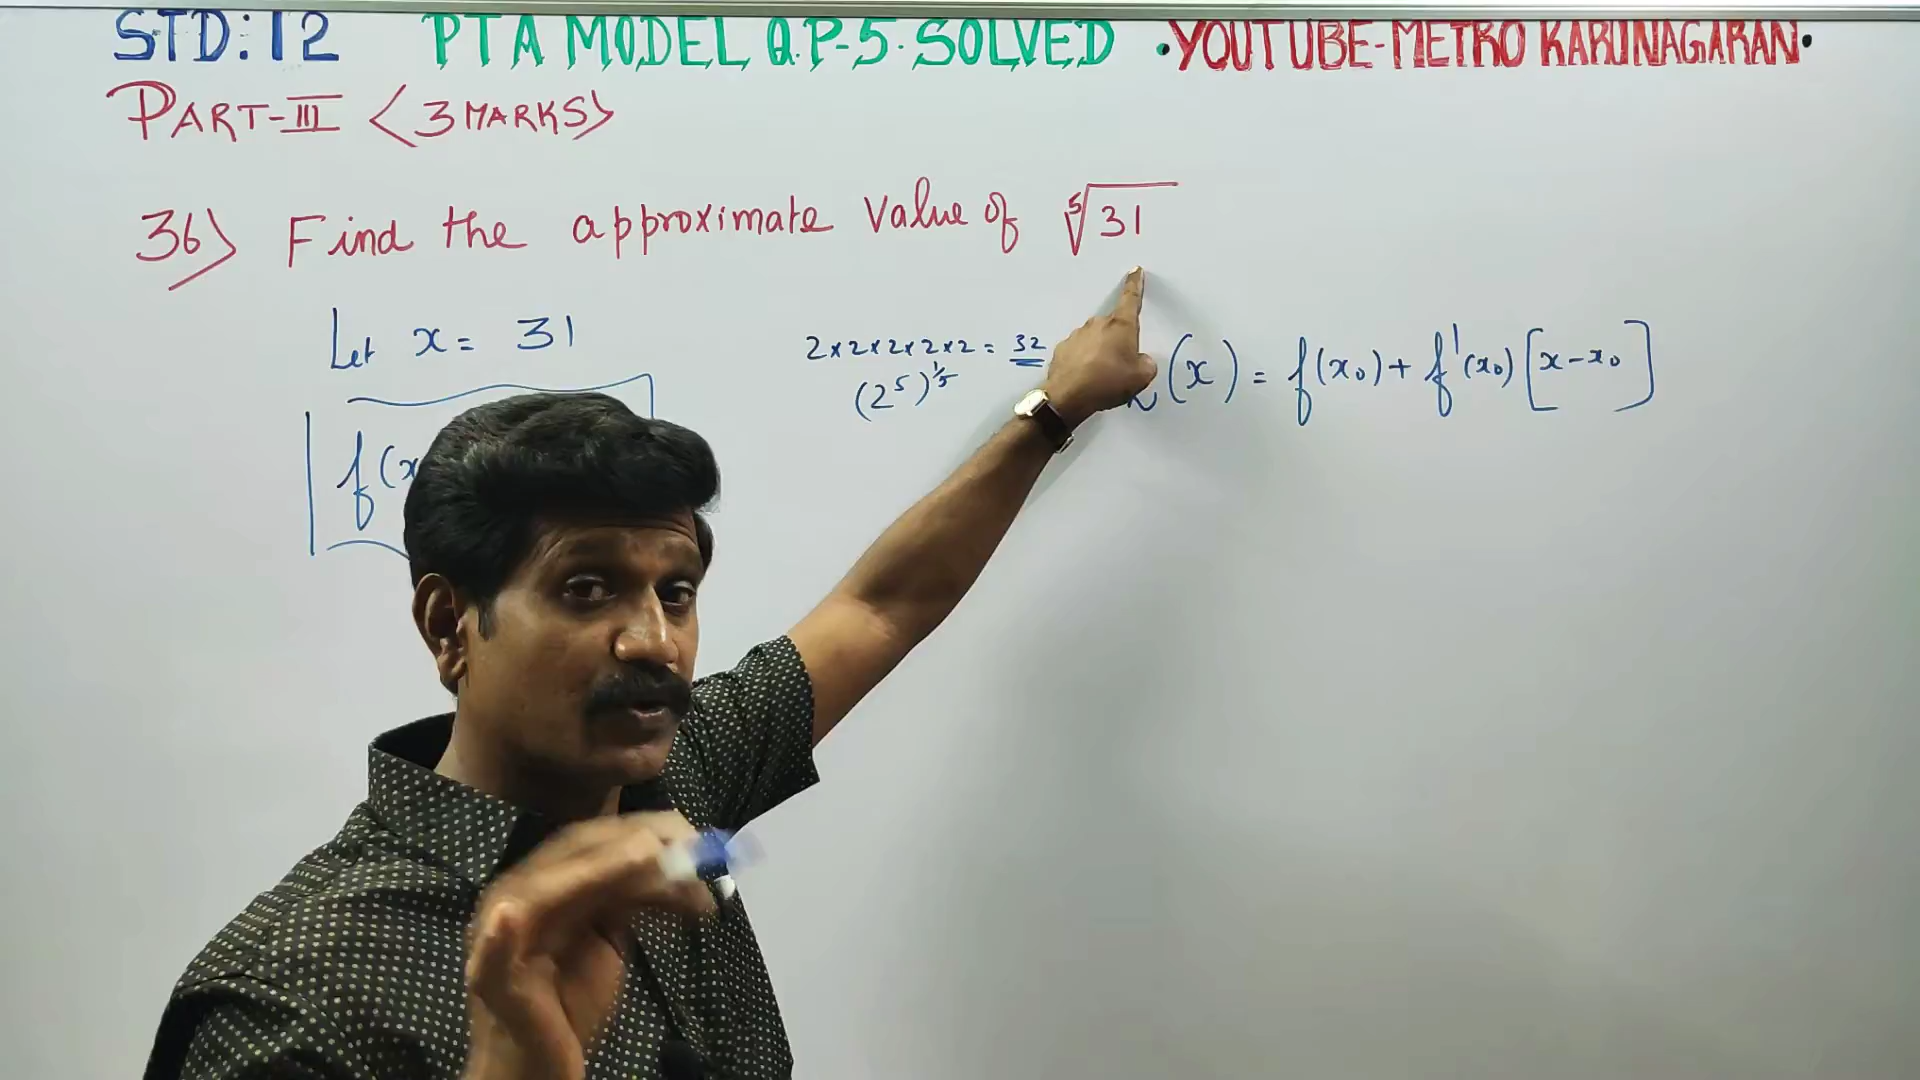 STD: 12 PTA MODEL Q.P-5. SOLVED • YOUTUBE-METRO KARUNAGARAN•
PART-III <3 MARKS>
36) Find the approximate value of ⁵√31
Let x = 31
2×2×2×2×2 = 32
(2⁵)^(1/5)
(x) = f(x₀) + f'(x₀) [x - x₀]
f(x